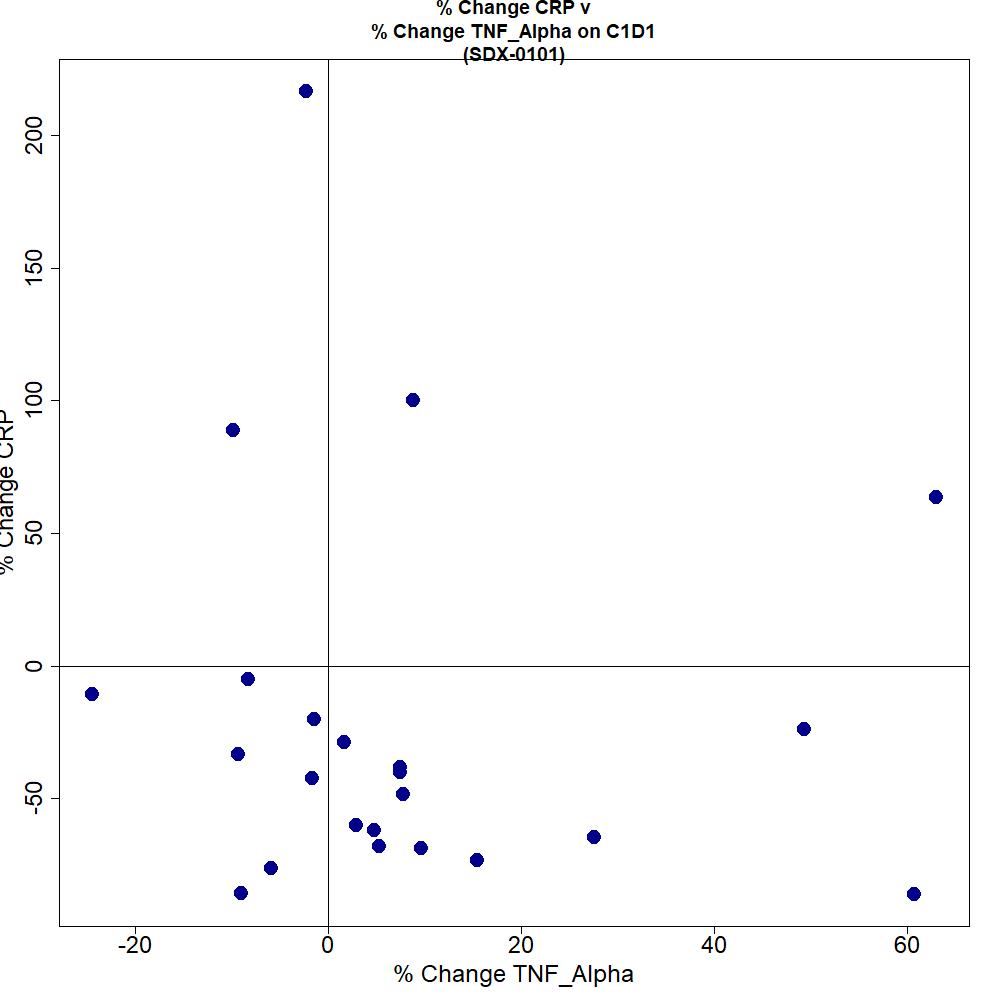 % Change CRP v
% Change TNF_Alpha on C1D1
(SDX-0101)
200
150
100
50
0
-50
% Change CRP
-20 0 20 40 60
% Change TNF_Alpha